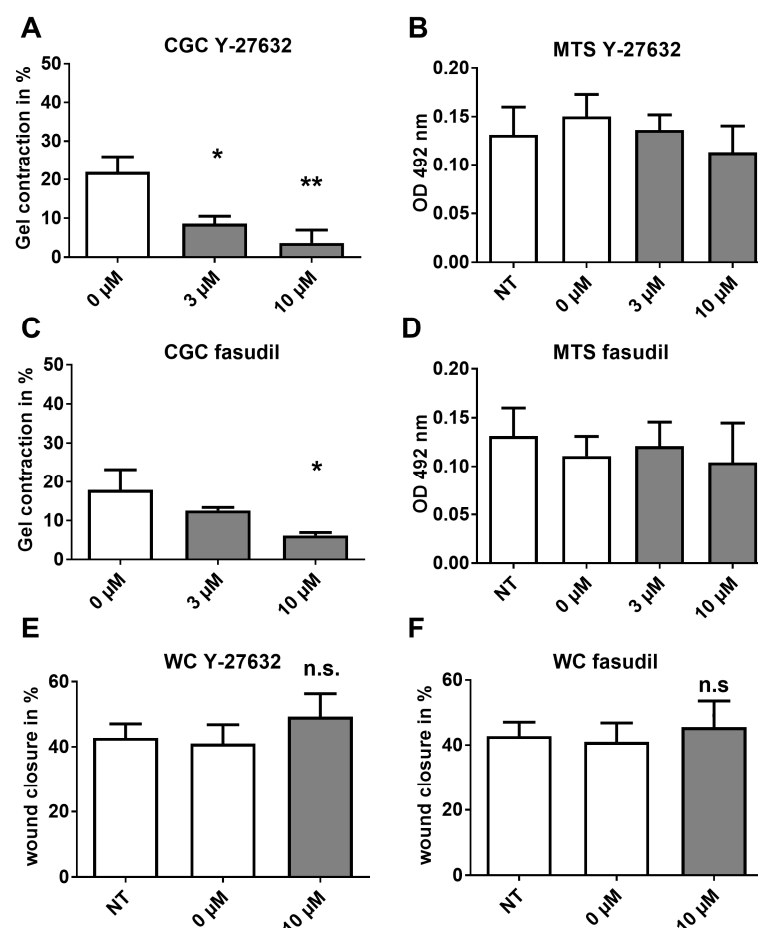 A
CGC Y-27632
Gel contraction in %
50
40
30
20
10
0
*
**
0 µM
3 µM
10 µM
B
MTS Y-27632
OD 492 nm
0.20
0.15
0.10
0.05
0.00
NT
0 µM
3 µM
10 µM
C
CGC fasudil
Gel contraction in %
50
40
30
20
10
0
*
0 µM
3 µM
10 µM
D
MTS fasudil
OD 492 nm
0.20
0.15
0.10
0.05
0.00
NT
0 µM
3 µM
10 µM
E
WC Y-27632
wound closure in %
60
40
20
0
n.s.
NT
0 µM
10 µM
F
WC fasudil
wound closure in %
60
40
20
0
n.s
NT
0 µM
10 µM